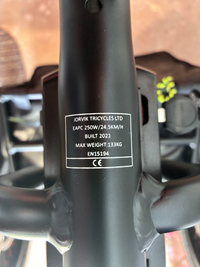 JORVIK TRICYCLES LTD
EAPC 250W/24.5KM/H
BUILT 2021
MAX WEIGHT:133KG
EN15194
CE